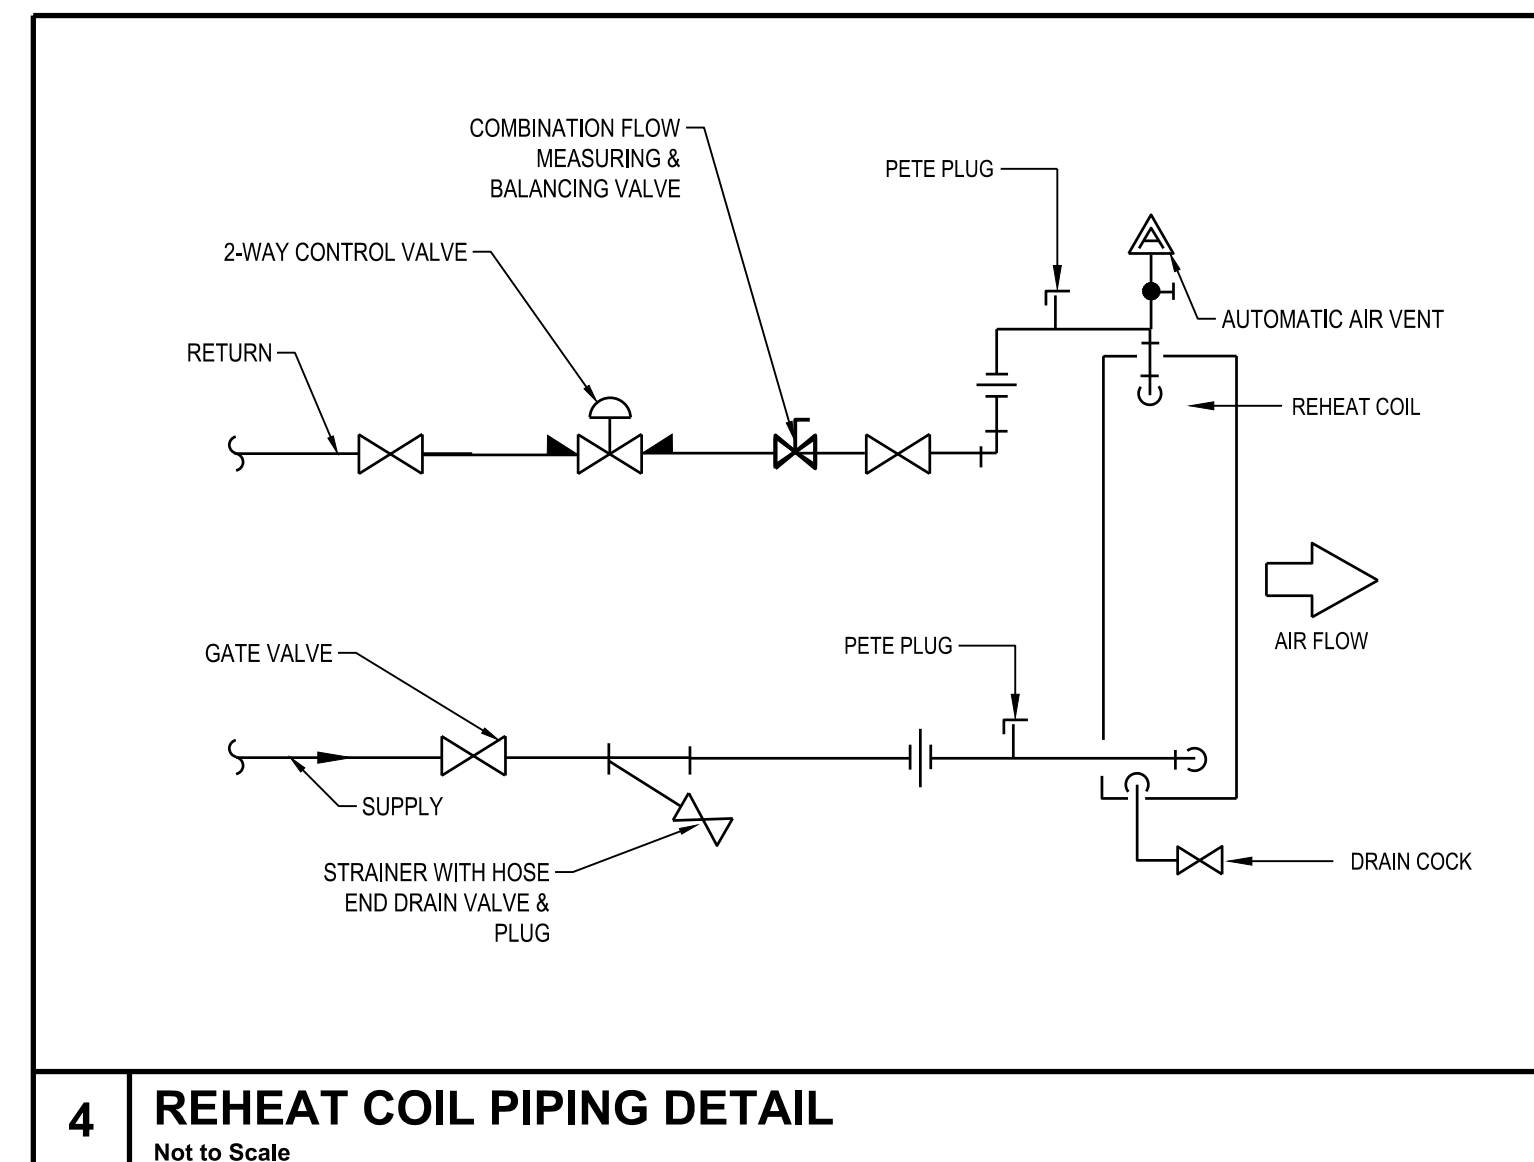 COMBINATION FLOW
MEASURING &
BALANCING VALVE
PETE PLUG
2-WAY CONTROL VALVE
A
AUTOMATIC AIR VENT
RETURN
REHEAT COIL
AIR FLOW
GATE VALVE
PETE PLUG
SUPPLY
STRAINER WITH HOSE
END DRAIN VALVE &
PLUG
DRAIN COCK
4
REHEAT COIL PIPING DETAIL
Not to Scale